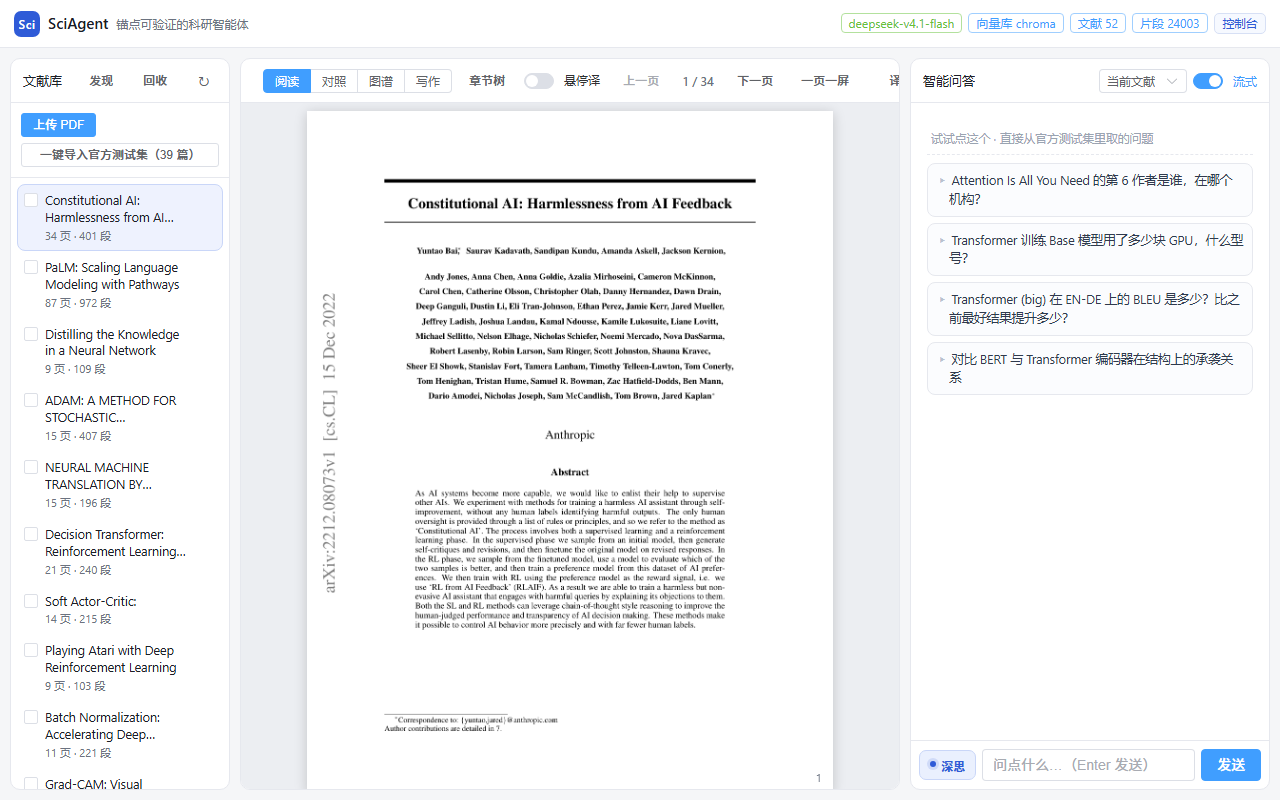 Sci SciAgent 锚点可验证的科研智能体
deepseek-v4.1-flash 向量库 chroma 文献 52 片段 24003 控制台
文献库 发现 回收 ↻
上传 PDF
一键导入官方测试集（39 篇）
Constitutional AI:
Harmlessness from AI...
34 页 · 401 段
PaLM: Scaling Language
Modeling with Pathways
87 页 · 972 段
Distilling the Knowledge
in a Neural Network
9 页 · 109 段
ADAM: A METHOD FOR
STOCHASTIC...
15 页 · 407 段
NEURAL MACHINE
TRANSLATION BY...
15 页 · 196 段
Decision Transformer:
Reinforcement Learning...
21 页 · 240 段
Soft Actor-Critic:
14 页 · 215 段
Playing Atari with Deep
Reinforcement Learning
9 页 · 103 段
Batch Normalization:
Accelerating Deep...
11 页 · 221 段
Grad-CAM: Visual
阅读 对照 图谱 写作 章节树 悬停译 上一页 1 / 34 下一页 一页一屏 译
arXiv:2212.08073v1 [cs.CL] 15 Dec 2022
Constitutional AI: Harmlessness from AI Feedback
Yuntao Bai,* Saurav Kadavath, Sandipan Kundu, Amanda Askell, Jackson Kernion,
Andy Jones, Anna Chen, Anna Goldie, Azalia Mirhoseini, Cameron McKinnon,
Carol Chen, Catherine Olsson, Christopher Olah, Danny Hernandez, Dawn Drain,
Deep Ganguli, Dustin Li, Eli Tran-Johnson, Ethan Perez, Jamie Kerr, Jared Mueller,
Jeffrey Ladish, Joshua Landau, Kamal Ndousse, Kamile Lukosuite, Liane Lovitt,
Michael Sellitto, Nelson Elhage, Nicholas Schiefer, Noemi Mercado, Nova DasSarma,
Robert Lasenby, Robin Larson, Sam Ringer, Scott Johnston, Shauna Kravec,
Sheer El Showk, Stanislav Fort, Tamera Lanham, Timothy Telleen-Lawton, Tom Conerly,
Tom Henighan, Tristan Hume, Samuel R. Bowman, Zac Hatfield-Dodds, Ben Mann,
Dario Amodei, Nicholas Joseph, Sam McCandlish, Tom Brown, Jared Kaplan*
Anthropic
Abstract
As AI systems become more capable, we would like to enlist their help to supervise
other AIs. We experiment with methods for training a harmless AI assistant through self-
improvement, without any human labels identifying harmful outputs. The only human
oversight is provided through a list of rules or principles, and so we refer to the method as
'Constitutional AI'. The process involves both a supervised learning and a reinforcement
learning phase. In the supervised phase we sample from an initial model, then generate
self-critiques and revisions, and then finetune the original model on revised responses. In
the RL phase, we sample from the finetuned model, use a model to evaluate which of the
two samples is better, and then train a preference model from this dataset of AI prefer-
ences. We then train with RL using the preference model as the reward signal, i.e. we
use 'RL from AI Feedback' (RLAIF). As a result we are able to train a harmless but non-
evasive AI assistant that engages with harmful queries by explaining its objections to them.
Both the SL and RL methods can leverage chain-of-thought style reasoning to improve the
human-judged performance and transparency of AI decision making. These methods make
it possible to control AI behavior more precisely and with far fewer human labels.
*Correspondence to: {yuntao,jared}@anthropic.com
Author contributions are detailed in 7.
1
智能问答 当前文献 流式
试试点这个 · 直接从官方测试集里取的问题
Attention Is All You Need 的第 6 作者是谁，在哪个
机构？
Transformer 训练 Base 模型用了多少块 GPU，什么型
号？
Transformer (big) 在 EN-DE 上的 BLEU 是多少？比之
前最好结果提升多少？
对比 BERT 与 Transformer 编码器在结构上的承袭关
系
深思 问点什么...（Enter 发送） 发送